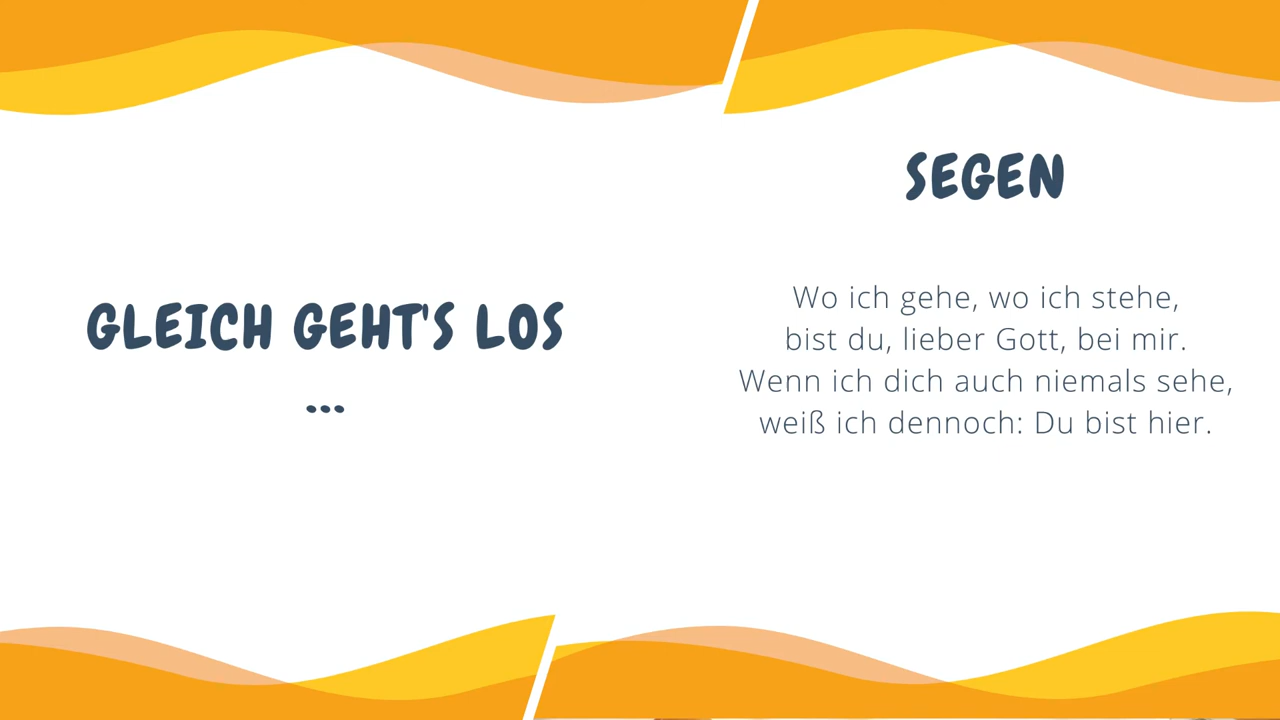 GLEICH GEHT'S LOS
...
SEGEN
Wo ich gehe, wo ich stehe,
bist du, lieber Gott, bei mir.
Wenn ich dich auch niemals sehe,
weiß ich dennoch: Du bist hier.